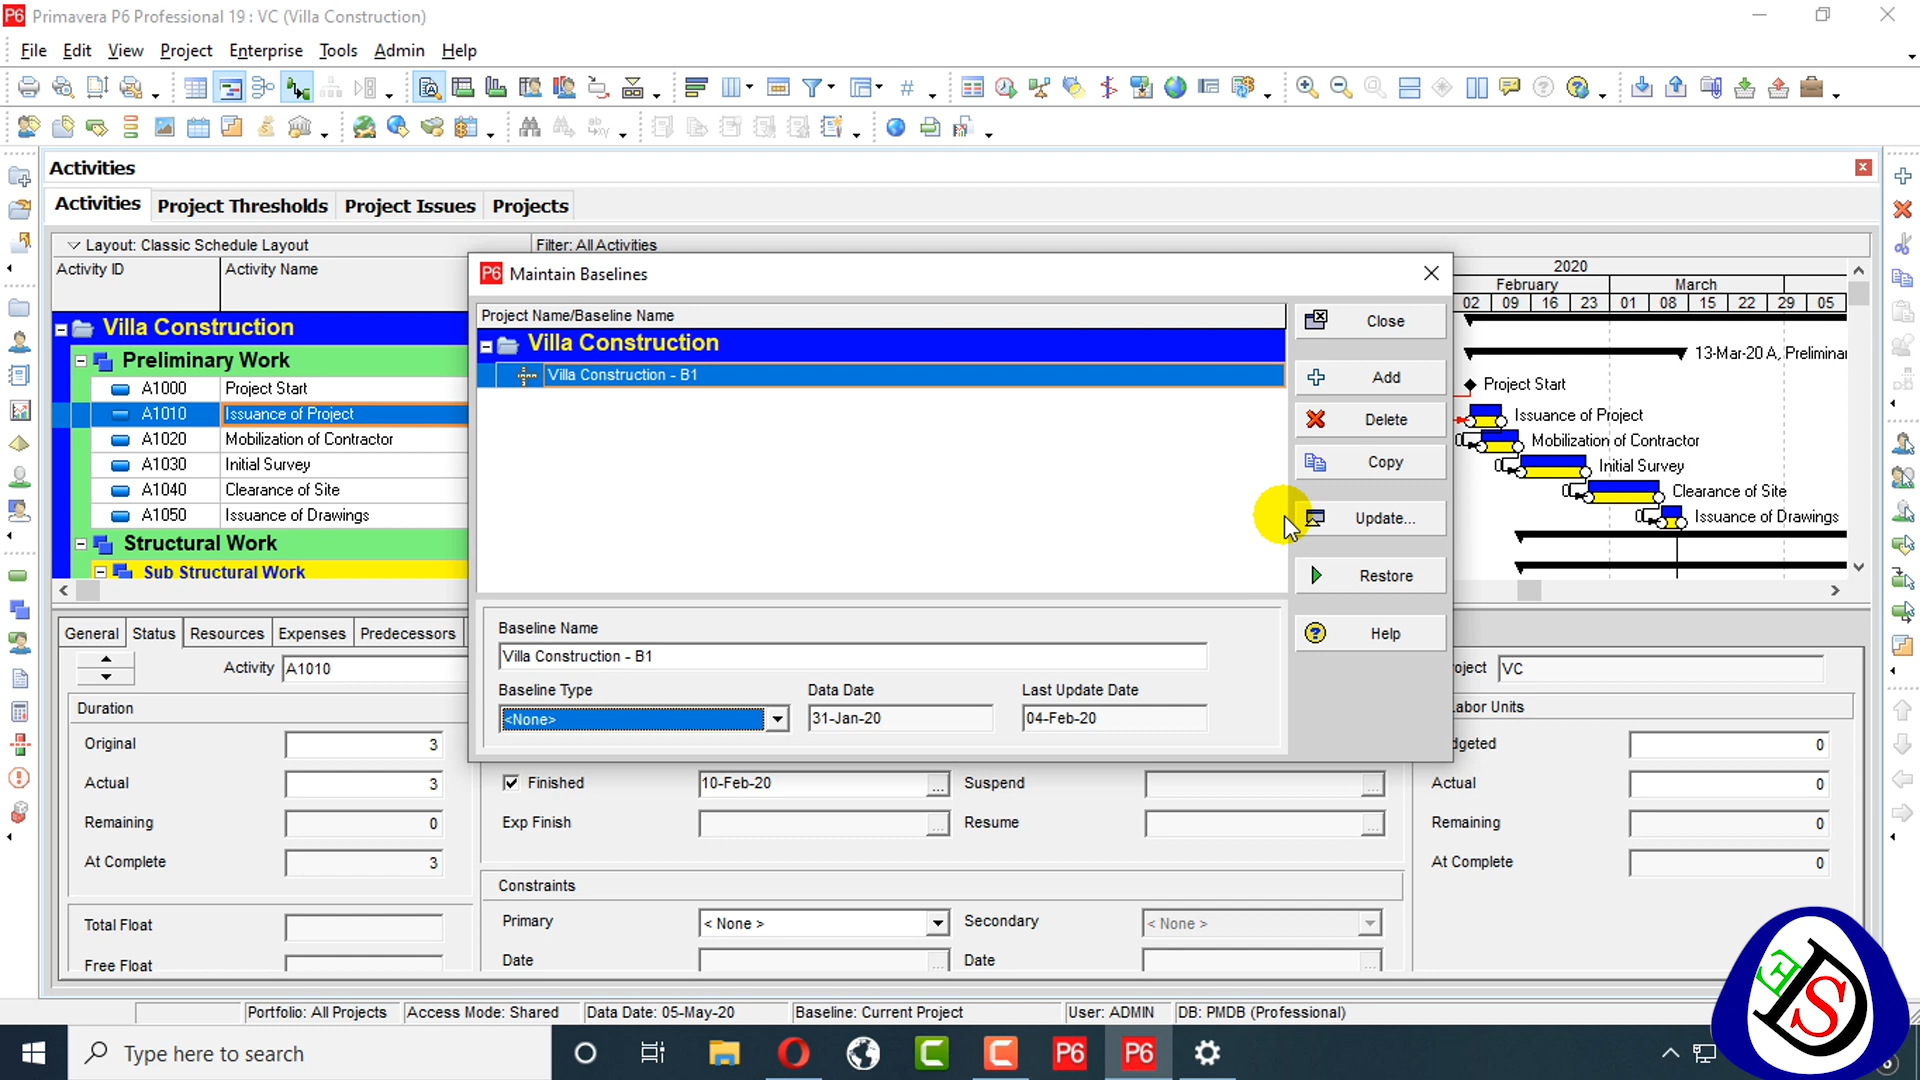 P6 Primavera P6 Professional 19 : VC (Villa Construction)
File Edit View Project Enterprise Tools Admin Help
Activities
Activities Project Thresholds Project Issues Projects
Layout: Classic Schedule Layout Filter: All Activities
Activity ID Activity Name
2020
February March
02 09 16 23 01 08 15 22 29 05
Villa Construction
Preliminary Work
13-Mar-20 A, Prelimina
A1000 Project Start
Project Start
A1010 Issuance of Project
Issuance of Project
A1020 Mobilization of Contractor
Mobilization of Contractor
A1030 Initial Survey
Initial Survey
A1040 Clearance of Site
Clearance of Site
A1050 Issuance of Drawings
Issuance of Drawings
Structural Work
Sub Structural Work
P6 Maintain Baselines
Project Name/Baseline Name
Villa Construction
Villa Construction - B1
Close
Add
Delete
Copy
Update...
Restore
Help
Baseline Name
Villa Construction - B1
Baseline Type Data Date Last Update Date
<None> 31-Jan-20 04-Feb-20
General Status Resources Expenses Predecessors
Activity A1010
oject VC
Duration
Original 3
Actual 3
Remaining 0
At Complete 3
Total Float
Free Float
Finished 10-Feb-20 Suspend
Exp Finish Resume
Constraints
Primary < None > Secondary < None >
Date Date
abor Units
dgeted 0
Actual 0
Remaining 0
At Complete 0
Portfolio: All Projects Access Mode: Shared Data Date: 05-May-20 Baseline: Current Project User: ADMIN DB: PMDB (Professional)
Type here to search
P6 P6
E D S